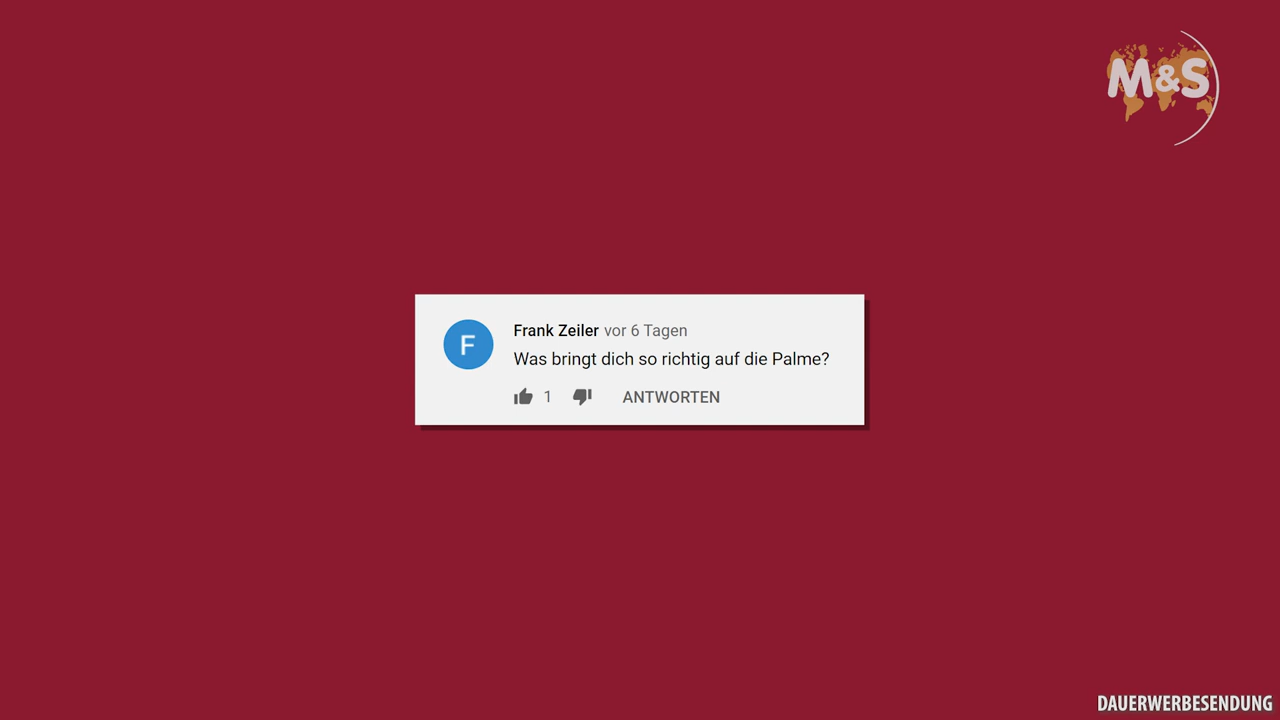 M&S
Frank Zeiler vor 6 Tagen
F
Was bringt dich so richtig auf die Palme?
1
ANTWORTEN
DAUERWERBESENDUNG